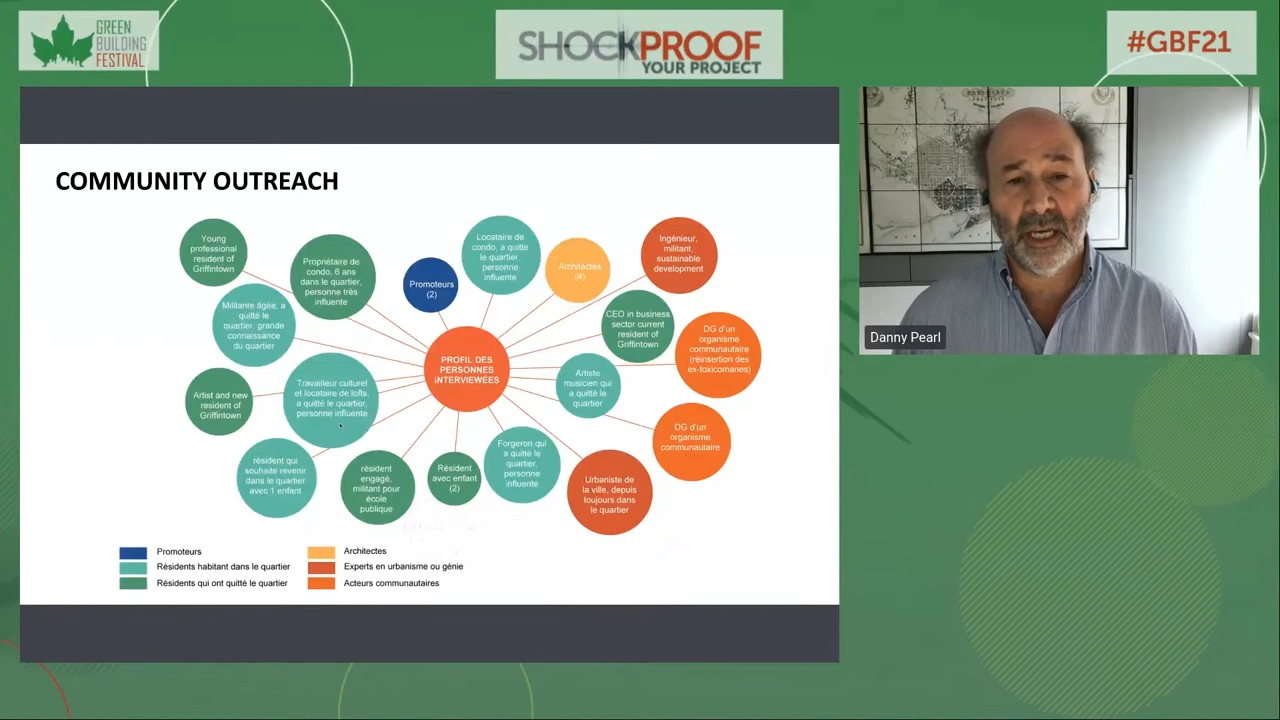 GREEN
BUILDING
FESTIVAL
SHOCKPROOF
YOUR PROJECT
#GBF21
COMMUNITY OUTREACH
Young
professional
resident of
Griffintown
Propriétaire de
condo, 6 ans
dans le quartier,
personne très
influente
Promoteurs
(2)
Locataire de
condo, a quitté
le quartier,
personne
influente
Architectes
(4)
Ingénieur,
militant,
sustainable
development
Militante âgée, a
quitté le
quartier, grande
connaissance
du quartier
CEO in business
sector current
resident of
Griffintown
DG d'un
organisme
communautaire
(réinsertion des
ex-toxicomanes)
PROFIL DES
PERSONNES
INTERVIEWÉES
Artist and new
resident of
Griffintown
Travailleur culturel
et locataire de lofts,
a quitté le quartier,
personne influente
Artiste
musicien qui
a quitté le
quartier
DG d'un
organisme
communautaire
résident qui
souhaite revenir
dans le quartier
avec 1 enfant
résident
engagé,
militant pour
école
publique
Résident
avec enfant
(2)
Forgeron qui
a quitté le
quartier,
personne
influente
Urbaniste de
la ville, depuis
toujours dans
le quartier
Promoteurs
Résidents habitant dans le quartier
Résidents qui ont quitté le quartier
Architectes
Experts en urbanisme ou génie
Acteurs communautaires
Danny Pearl